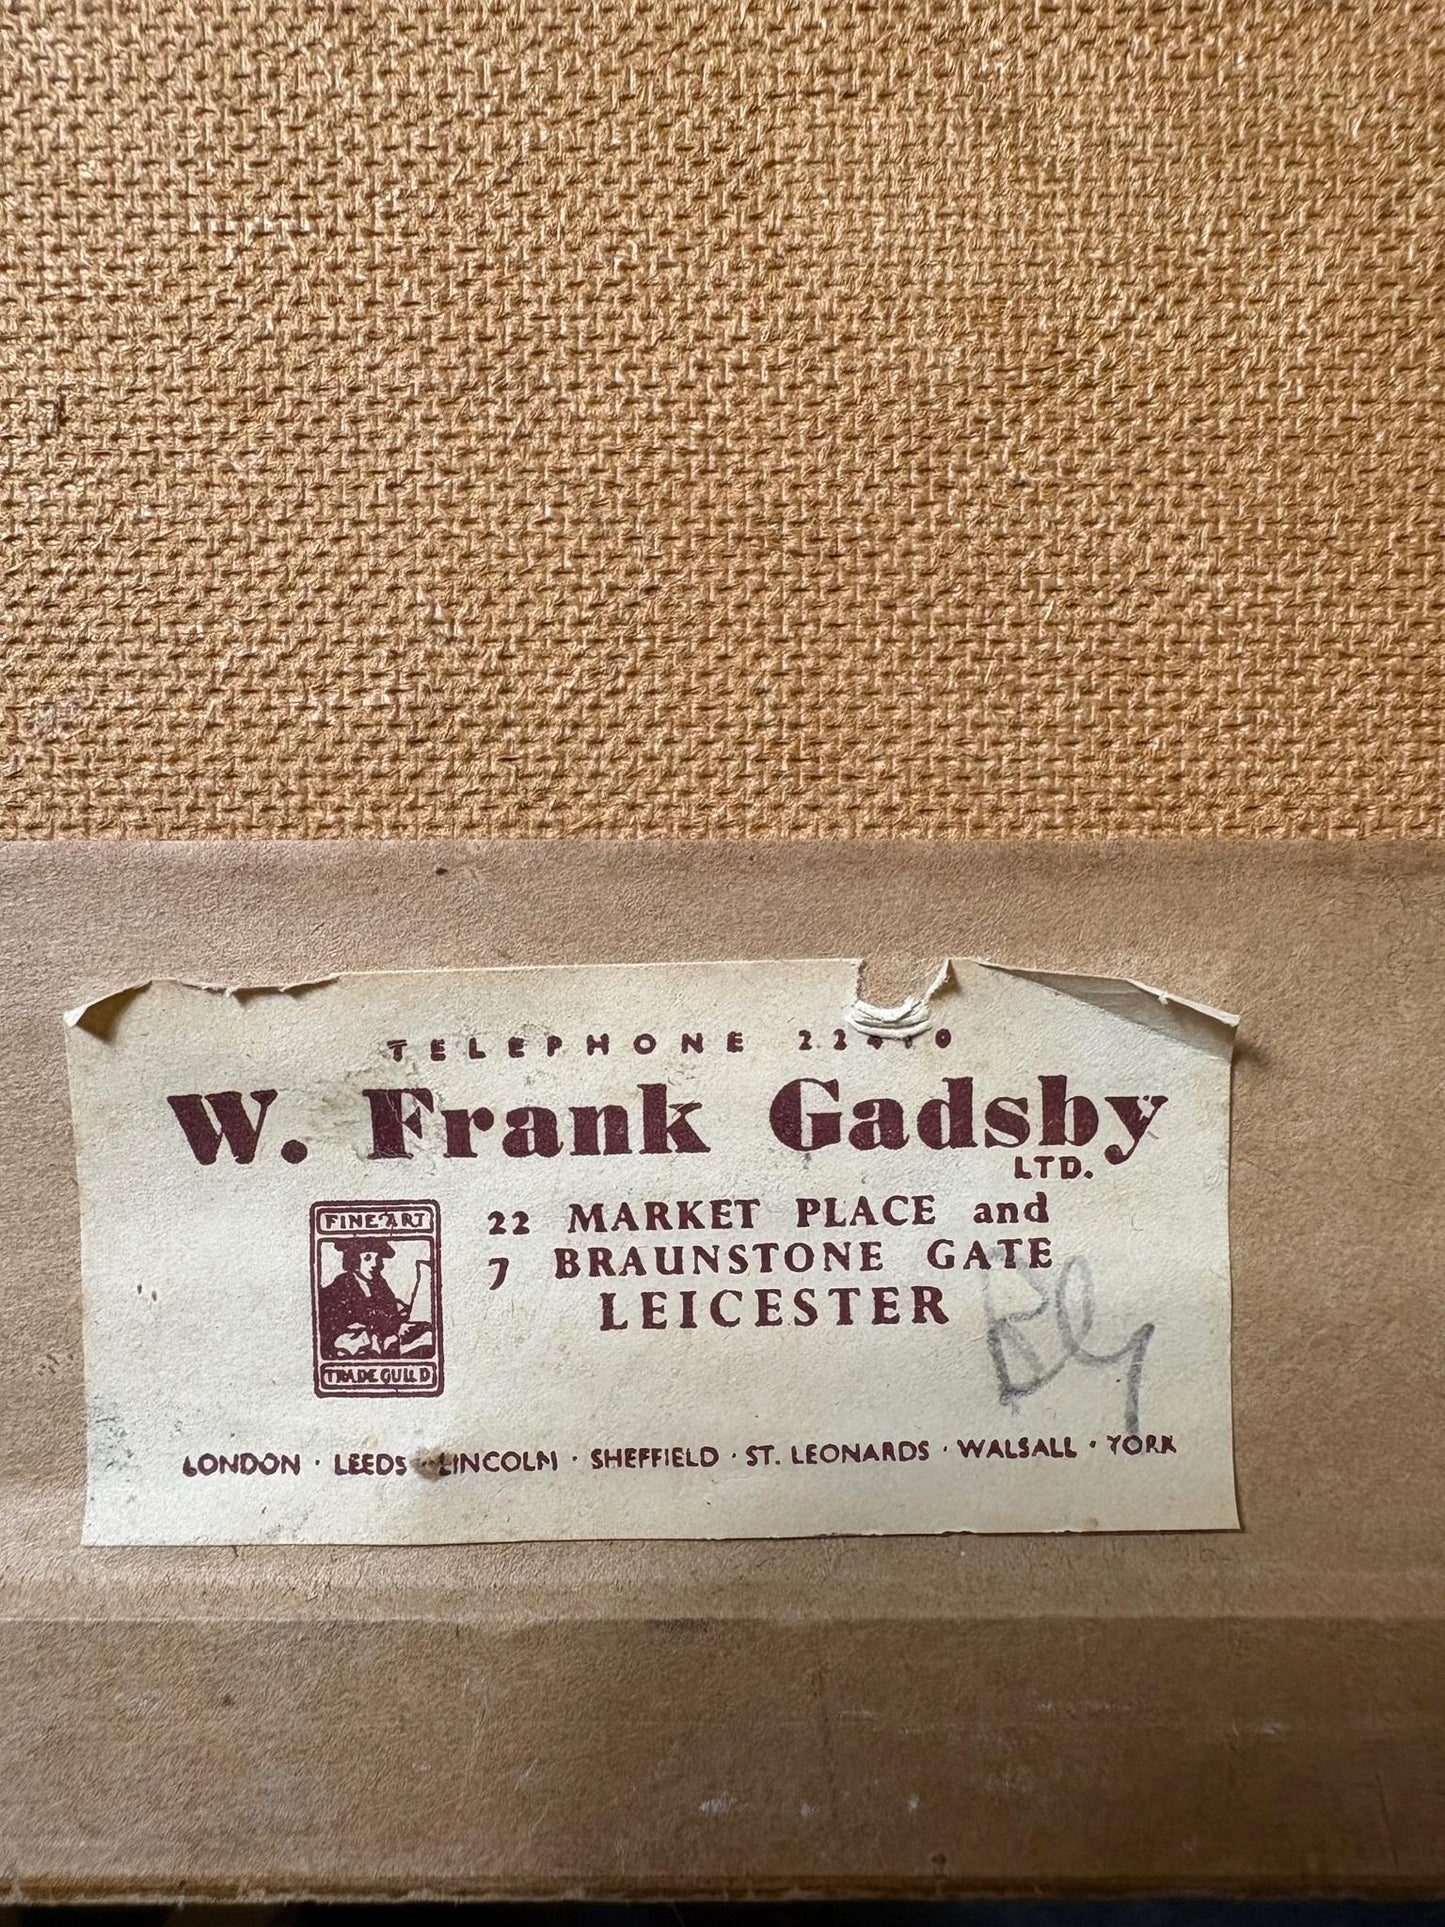 TELEPHONE
W. Frank Gadsby
LTD.
FINE ART
TRADE GUILD
22 MARKET PLACE and
7 BRAUNSTONE GATE
LEICESTER
LONDON · LEEDS · LINCOLN · SHEFFIELD · ST. LEONARDS · WALSALL · YORK